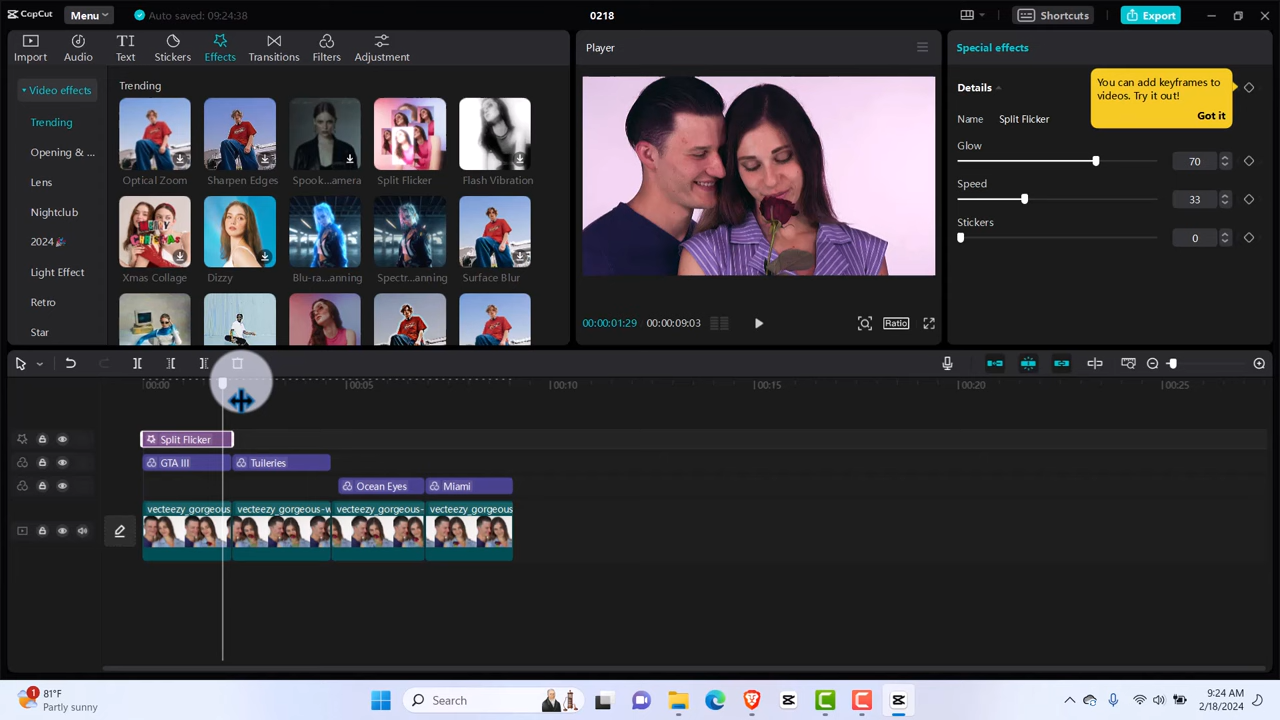 CapCut
Menu
Auto saved: 09:24:38
0218
Shortcuts
Export
Import
Audio
Text
Stickers
Effects
Transitions
Filters
Adjustment
Video effects
Trending
Opening & ...
Lens
Nightclub
2024🎉
Light Effect
Retro
Star
Trending
Optical Zoom
Sharpen Edges
Spook...amera
Split Flicker
Flash Vibration
Xmas Collage
Dizzy
Blu-ra...anning
Spectr...anning
Surface Blur
MERRY
CHRISTMAS
Player
00:00:01:29
00:00:09:03
Ratio
Special effects
Details
You can add keyframes to
videos. Try it out!
Got it
Name Split Flicker
Glow
70
Speed
33
Stickers
0
00:00
00:05
00:10
00:15
00:20
00:25
Split Flicker
GTA III
Tuileries
Ocean Eyes
Miami
vecteezy_gorgeous
vecteezy_gorgeous-w
vecteezy_gorgeous-
vecteezy_gorgeous
1
81°F
Partly sunny
Search
9:24 AM
2/18/2024